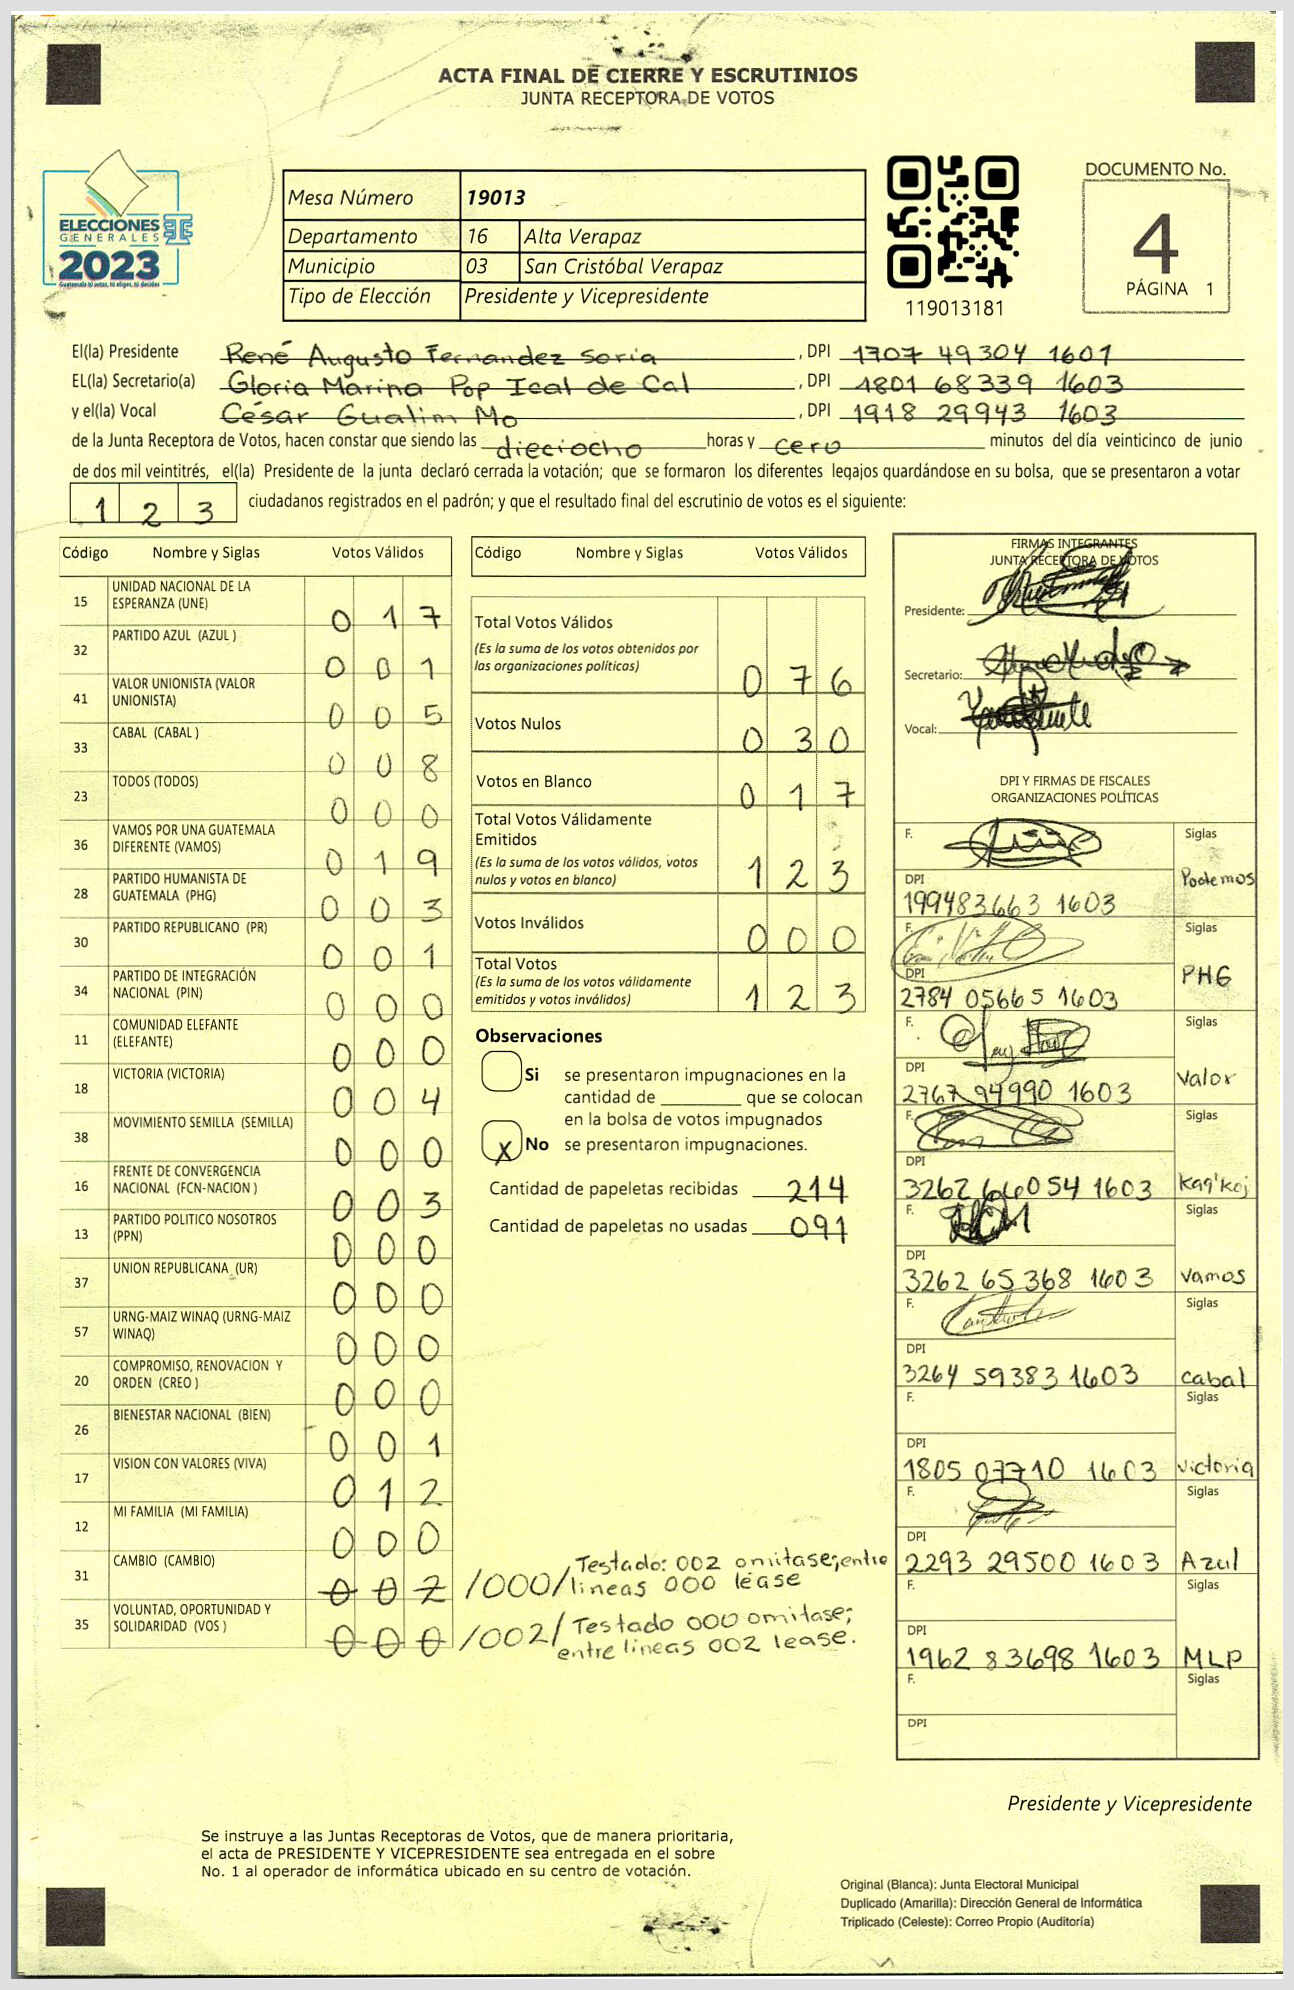 ACTA FINAL DE CIERRE Y ESCRUTINIOS
JUNTA RECEPTORA DE VOTOS
ELECCIONES
GENERALES
2023
Guatemala tú votas, tú eliges, tú decides
Mesa Número 19013
Departamento 16 Alta Verapaz
Municipio 03 San Cristóbal Verapaz
Tipo de Elección Presidente y Vicepresidente
119013181
DOCUMENTO No.
4
PÁGINA 1
El(la) Presidente René Augusto Fernandez Soria , DPI 1707 49304 1601
EL(la) Secretario(a) Gloria Marina Pop Ical de Cal , DPI 1801 68339 1603
y el(la) Vocal César Gualim Mo , DPI 1918 29943 1603
de la Junta Receptora de Votos, hacen constar que siendo las dieciocho horas y cero minutos del día veinticinco de junio
de dos mil veintitrés, el(la) Presidente de la junta declaró cerrada la votación; que se formaron los diferentes legajos guardándose en su bolsa, que se presentaron a votar
1 2 3 ciudadanos registrados en el padrón; y que el resultado final del escrutinio de votos es el siguiente:
Código Nombre y Siglas Votos Válidos
15 UNIDAD NACIONAL DE LA ESPERANZA (UNE) 0 1 7
32 PARTIDO AZUL (AZUL ) 0 0 1
41 VALOR UNIONISTA (VALOR UNIONISTA) 0 0 5
33 CABAL (CABAL ) 0 0 8
23 TODOS (TODOS) 0 0 0
36 VAMOS POR UNA GUATEMALA DIFERENTE (VAMOS) 0 1 9
28 PARTIDO HUMANISTA DE GUATEMALA (PHG) 0 0 3
30 PARTIDO REPUBLICANO (PR) 0 0 1
34 PARTIDO DE INTEGRACIÓN NACIONAL (PIN) 0 0 0
11 COMUNIDAD ELEFANTE (ELEFANTE) 0 0 0
18 VICTORIA (VICTORIA) 0 0 4
38 MOVIMIENTO SEMILLA (SEMILLA) 0 0 0
16 FRENTE DE CONVERGENCIA NACIONAL (FCN-NACION ) 0 0 3
13 PARTIDO POLITICO NOSOTROS (PPN) 0 0 0
37 UNION REPUBLICANA (UR) 0 0 0
57 URNG-MAIZ WINAQ (URNG-MAIZ WINAQ) 0 0 0
20 COMPROMISO, RENOVACION Y ORDEN (CREO ) 0 0 0
26 BIENESTAR NACIONAL (BIEN) 0 0 1
17 VISION CON VALORES (VIVA) 0 1 2
12 MI FAMILIA (MI FAMILIA) 0 0 0
31 CAMBIO (CAMBIO) 0 0 2 /000/ Testado: 002 omitase; entre
lineas 000 léase
35 VOLUNTAD, OPORTUNIDAD Y SOLIDARIDAD (VOS ) 0 0 0 /002/ Testado 000 omitase;
entre lineas 002 lease.
Código Nombre y Siglas Votos Válidos
Total Votos Válidos 0 7 6
(Es la suma de los votos obtenidos por
las organizaciones políticas)
Votos Nulos 0 3 0
Votos en Blanco 0 1 7
Total Votos Válidamente
Emitidos 1 2 3
(Es la suma de los votos válidos, votos
nulos y votos en blanco)
Votos Inválidos 0 0 0
Total Votos 1 2 3
(Es la suma de los votos válidamente
emitidos y votos inválidos)
Observaciones
Si se presentaron impugnaciones en la
cantidad de ________ que se colocan
en la bolsa de votos impugnados
X No se presentaron impugnaciones.
Cantidad de papeletas recibidas 214
Cantidad de papeletas no usadas 091
FIRMAS INTEGRANTES
JUNTA RECEPTORA DE VOTOS
Presidente:
Secretario:
Vocal:
DPI Y FIRMAS DE FISCALES
ORGANIZACIONES POLÍTICAS
F. Siglas
DPI Podemos
199483663 1603
F. Siglas
DPI PHG
2784 05665 1603
F. Siglas
DPI Valor
2767 94990 1603
F. Siglas
DPI
3262 66054 1603 Kaq'koj
F. Siglas
DPI
3262 65368 1603 Vamos
F. Siglas
DPI
3264 59383 1603 cabal
F. Siglas
DPI
1805 07710 1603 Victoria
F. Siglas
DPI
2293 29500 1603 Azul
F. Siglas
DPI
1962 83698 1603 MLP
F. Siglas
DPI
Presidente y Vicepresidente
Se instruye a las Juntas Receptoras de Votos, que de manera prioritaria,
el acta de PRESIDENTE Y VICEPRESIDENTE sea entregada en el sobre
No. 1 al operador de informática ubicado en su centro de votación.
Original (Blanca): Junta Electoral Municipal
Duplicado (Amarilla): Dirección General de Informática
Triplicado (Celeste): Correo Propio (Auditoría)